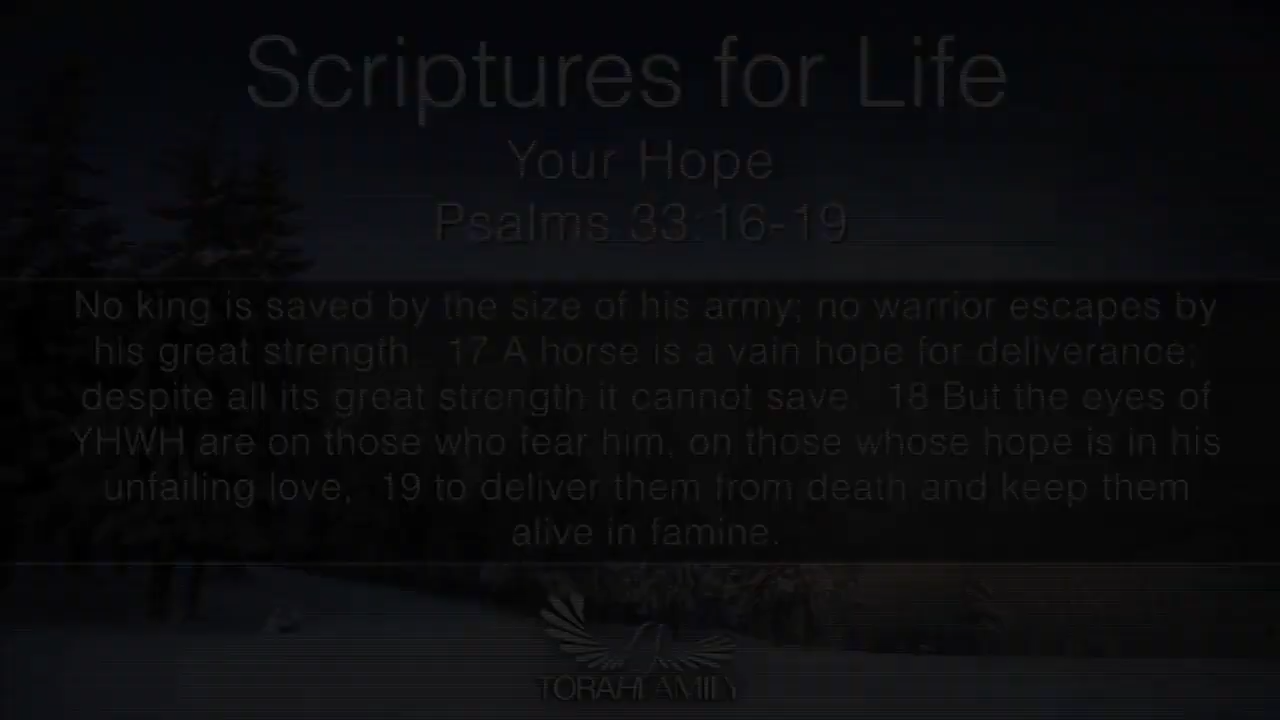 Scriptures for Life
Your Hope
Psalms 33:16-19
No king is saved by the size of his army; no warrior escapes by
his great strength.  17 A horse is a vain hope for deliverance;
despite all its great strength it cannot save.  18 But the eyes of
YHWH are on those who fear him, on those whose hope is in his
unfailing love,  19 to deliver them from death and keep them
alive in famine.
TORAHFAMILY